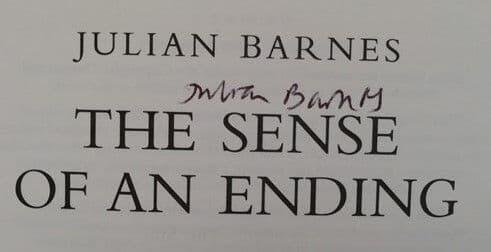 JULIAN BARNES
Julian Barnes
THE SENSE
OF AN ENDING